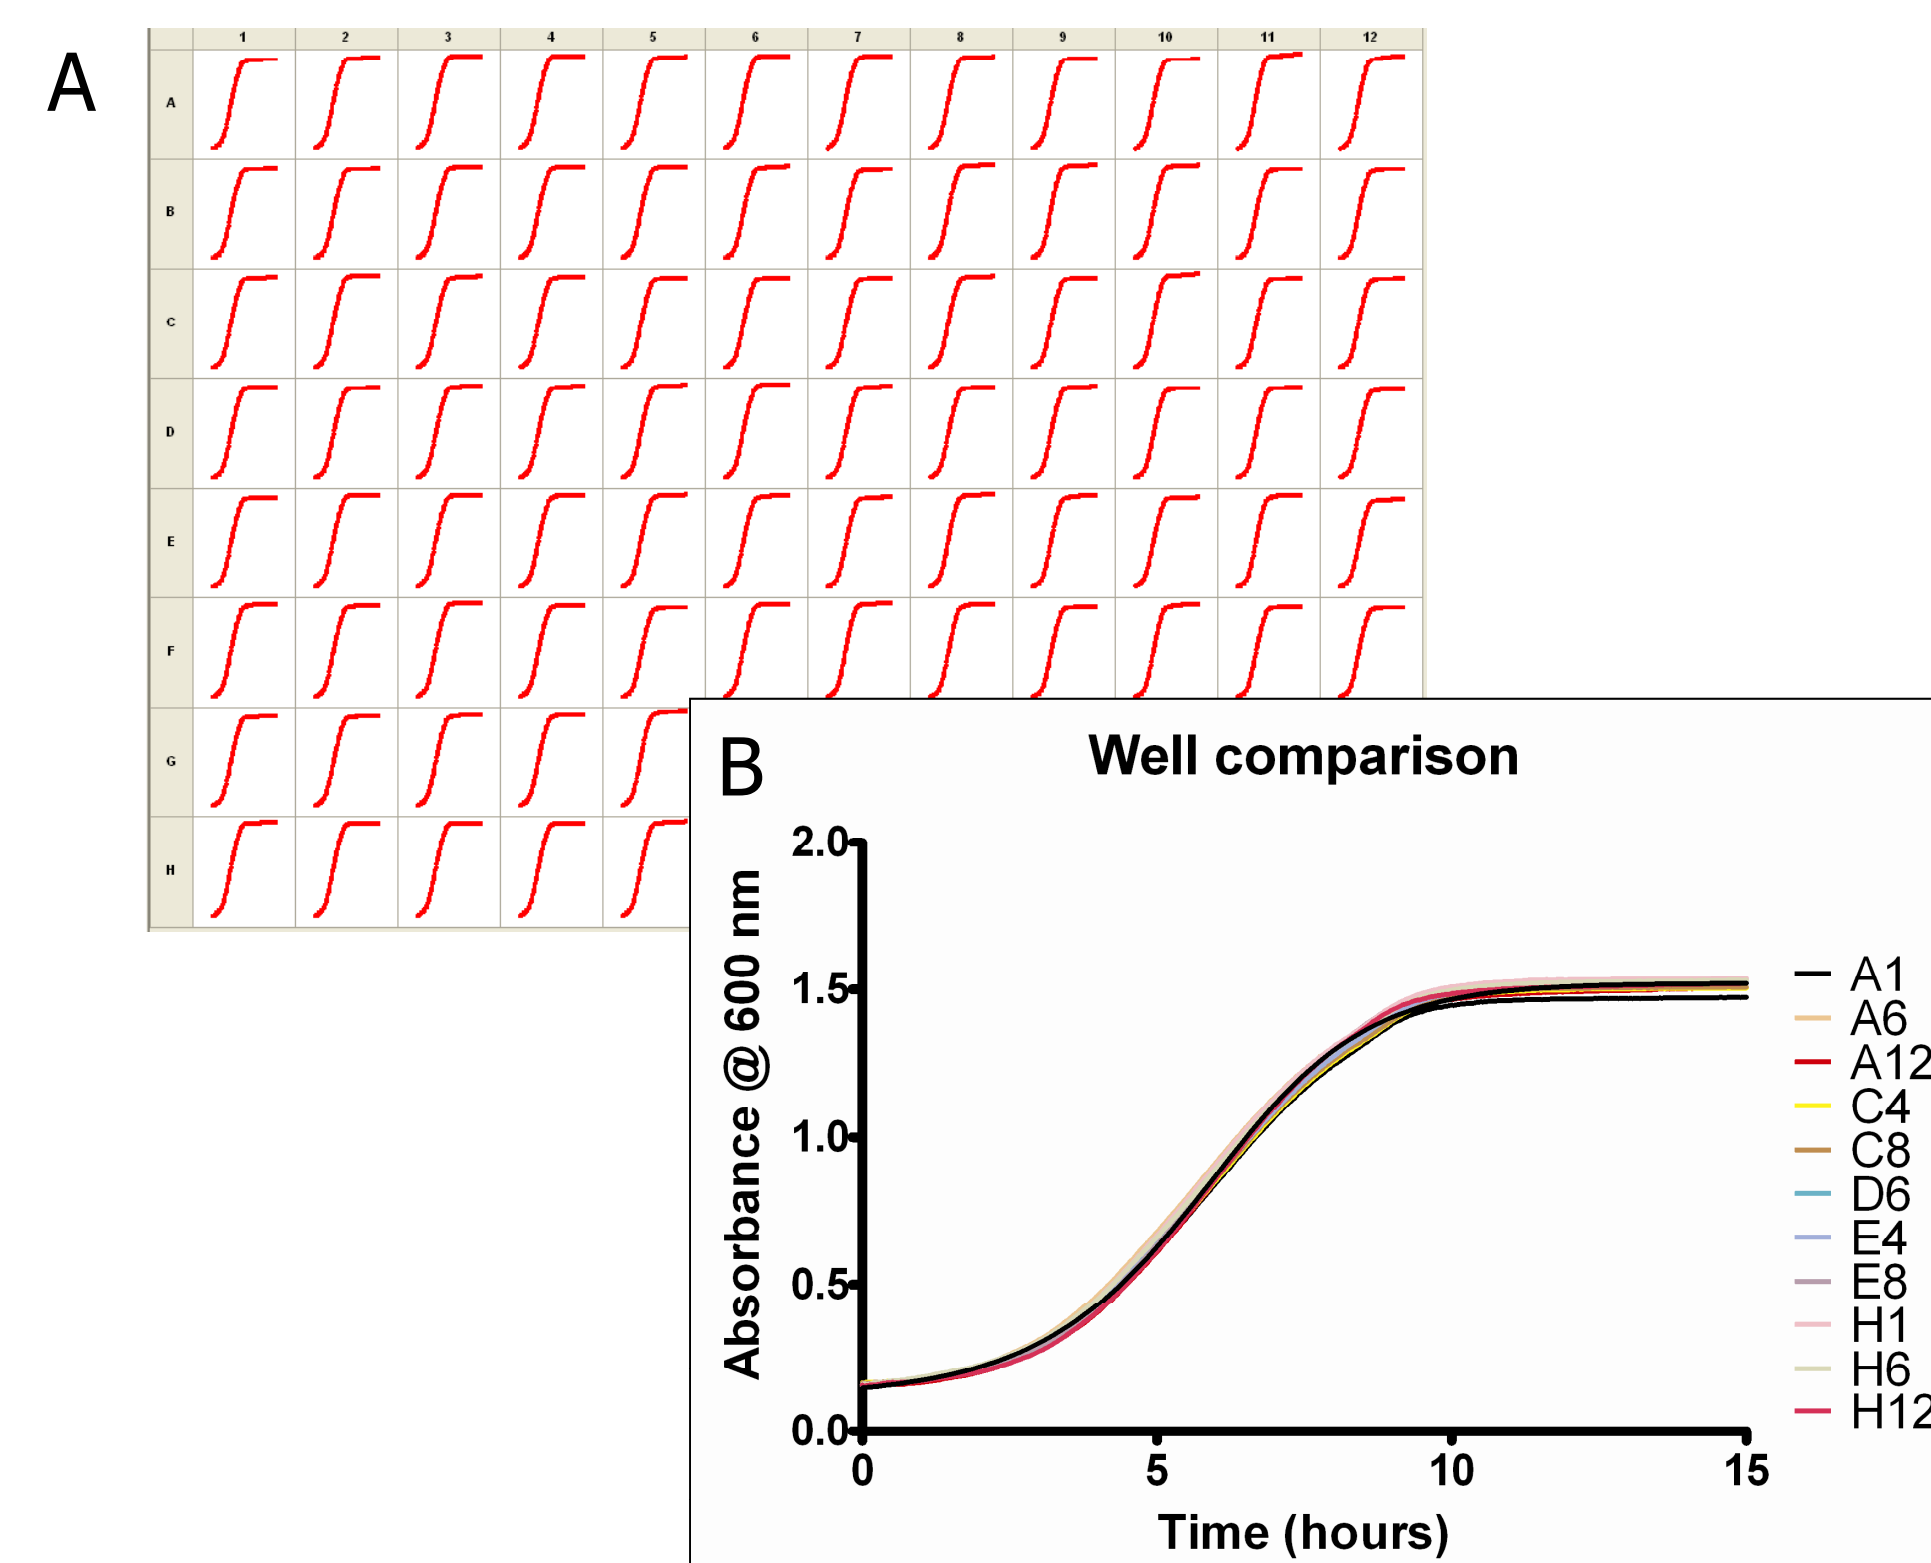 A
1 2 3 4 5 6 7 8 9 10 11 12
A
B
C
D
E
F
G
H
B
Well comparison
Absorbance @ 600 nm
2.0
1.5
1.0
0.5
0.0
0 5 10 15
Time (hours)
A1
A6
A12
C4
C8
D6
E4
E8
H1
H6
H12